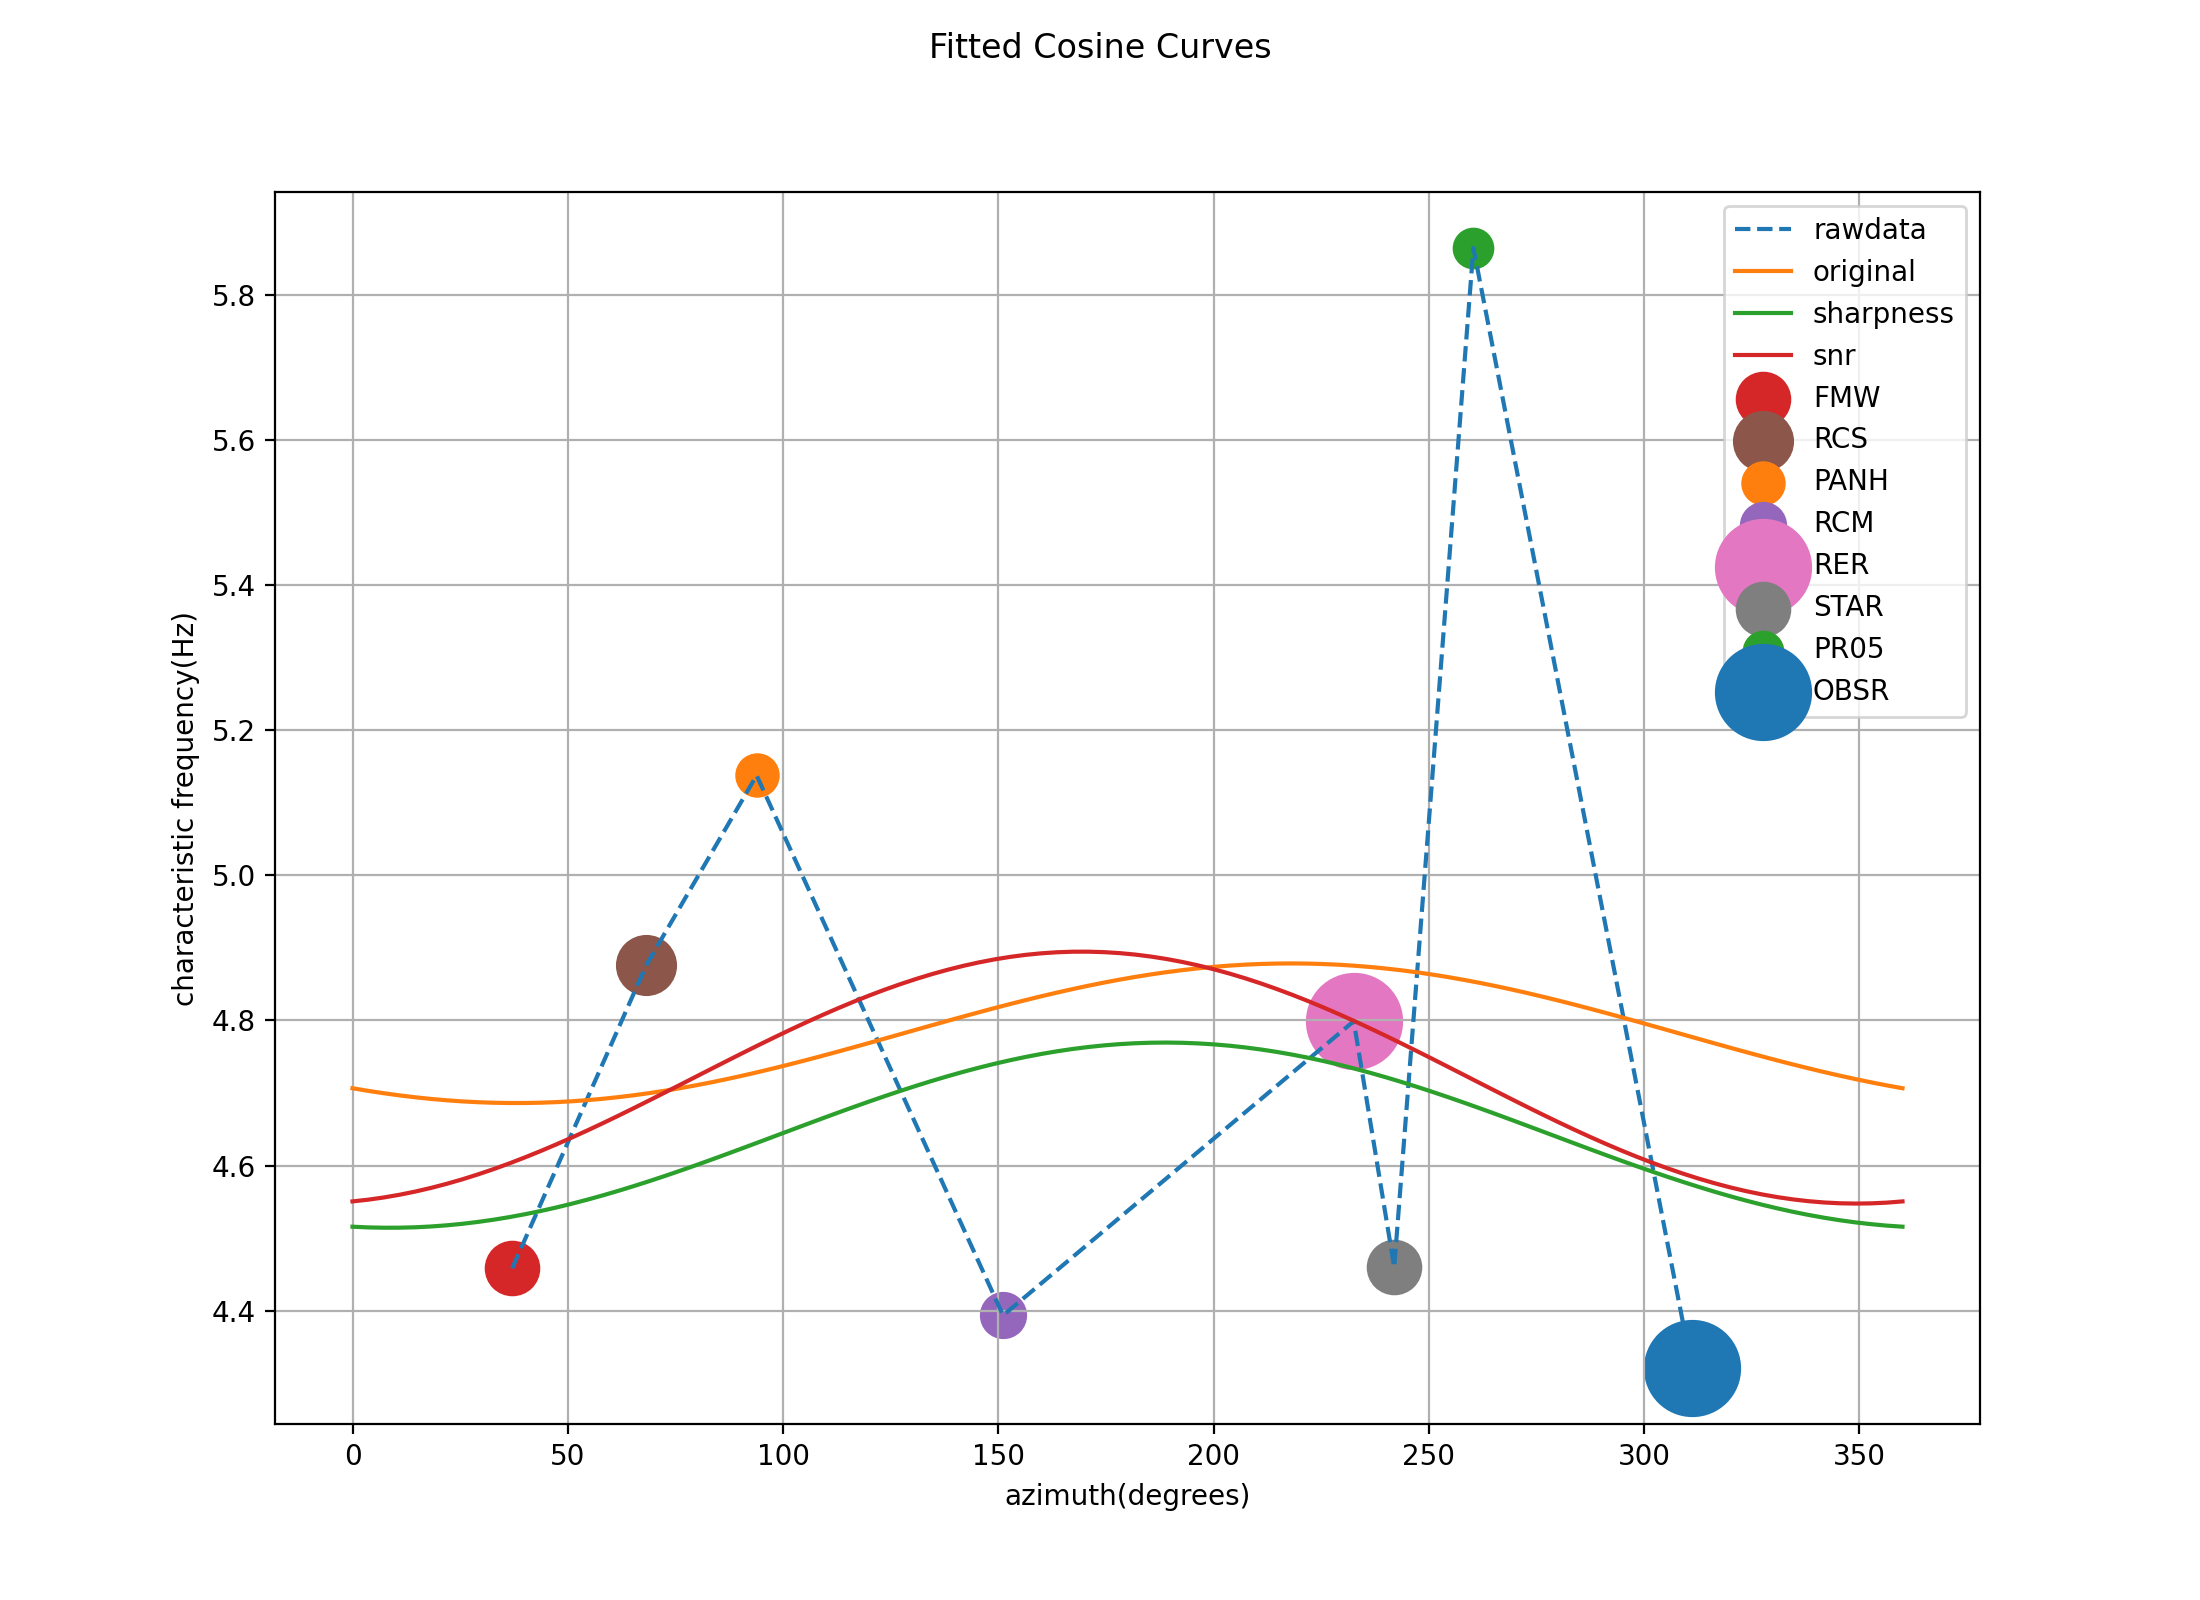 Fitted Cosine Curves
rawdata
original
sharpness
snr
FMW
RCS
PANH
RCM
RER
STAR
PR05
OBSR
characteristic frequency(Hz)
5.8
5.6
5.4
5.2
5.0
4.8
4.6
4.4
0 50 100 150 200 250 300 350
azimuth(degrees)